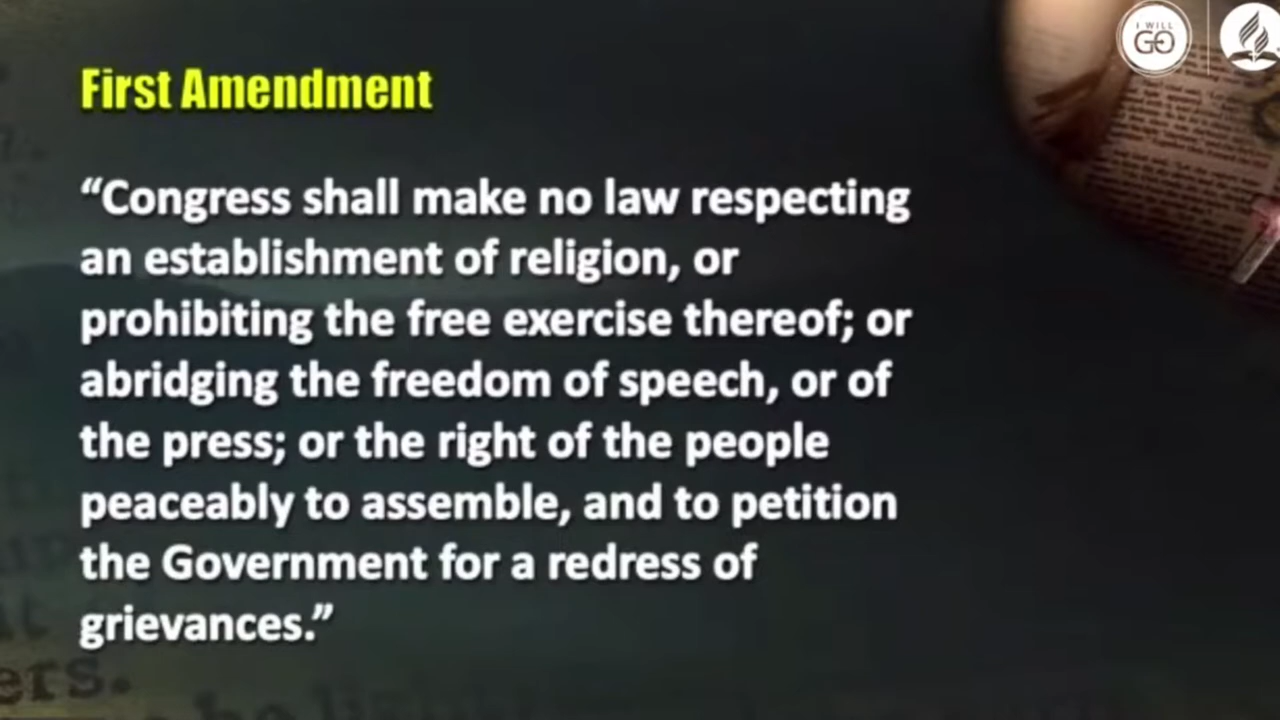 I WILL
GO
First Amendment
“Congress shall make no law respecting
an establishment of religion, or
prohibiting the free exercise thereof; or
abridging the freedom of speech, or of
the press; or the right of the people
peaceably to assemble, and to petition
the Government for a redress of
grievances.”
ers.